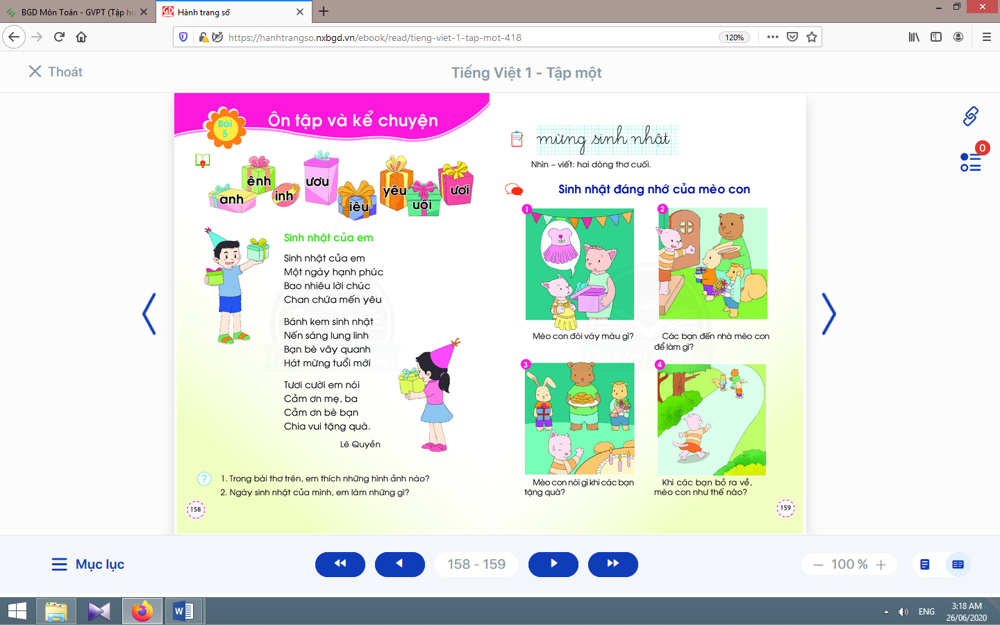 BGD Môn Toán - GVPT (Tập hu
Hành trang số
https://hanhtrangso.nxbgd.vn/ebook/read/tieng-viet-1-tap-mot-418
120%
Thoát
Tiếng Việt 1 - Tập một
0
Bài
5
Ôn tập và kể chuyện
ênh
ươu
anh
inh
iêu
yêu
uôi
ươi
Sinh nhật của em
Sinh nhật của em
Một ngày hạnh phúc
Bao nhiêu lời chúc
Chan chứa mến yêu
Bánh kem sinh nhật
Nến sáng lung linh
Bạn bè vây quanh
Hát mừng tuổi mới
Tươi cười em nói
Cảm ơn mẹ, ba
Cảm ơn bè bạn
Chia vui tặng quà.
Lê Quyền
? 1. Trong bài thơ trên, em thích những hình ảnh nào?
2. Ngày sinh nhật của mình, em làm những gì?
158
mừng sinh nhật
Nhìn – viết: hai dòng thơ cuối.
Sinh nhật đáng nhớ của mèo con
1
Mèo con đòi váy màu gì?
2
Các bạn đến nhà mèo con
để làm gì?
3
Mèo con nói gì khi các bạn
tặng quà?
4
Khi các bạn bỏ ra về,
mèo con như thế nào?
159
Mục lục
158 - 159
100 %
W
ENG
3:18 AM
26/06/2020